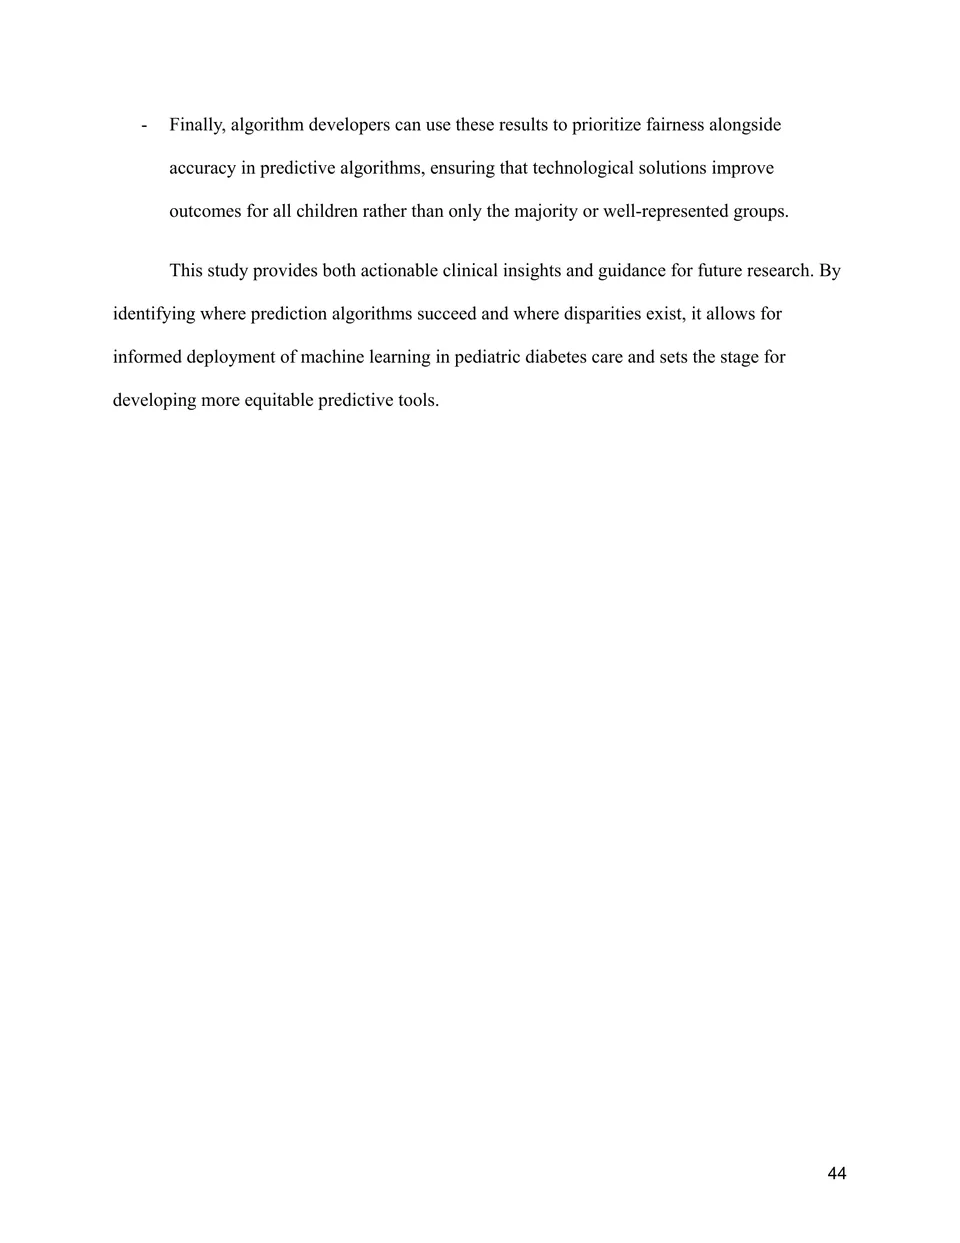 - Finally, algorithm developers can use these results to prioritize fairness alongside
accuracy in predictive algorithms, ensuring that technological solutions improve
outcomes for all children rather than only the majority or well-represented groups.
This study provides both actionable clinical insights and guidance for future research. By
identifying where prediction algorithms succeed and where disparities exist, it allows for
informed deployment of machine learning in pediatric diabetes care and sets the stage for
developing more equitable predictive tools.
44